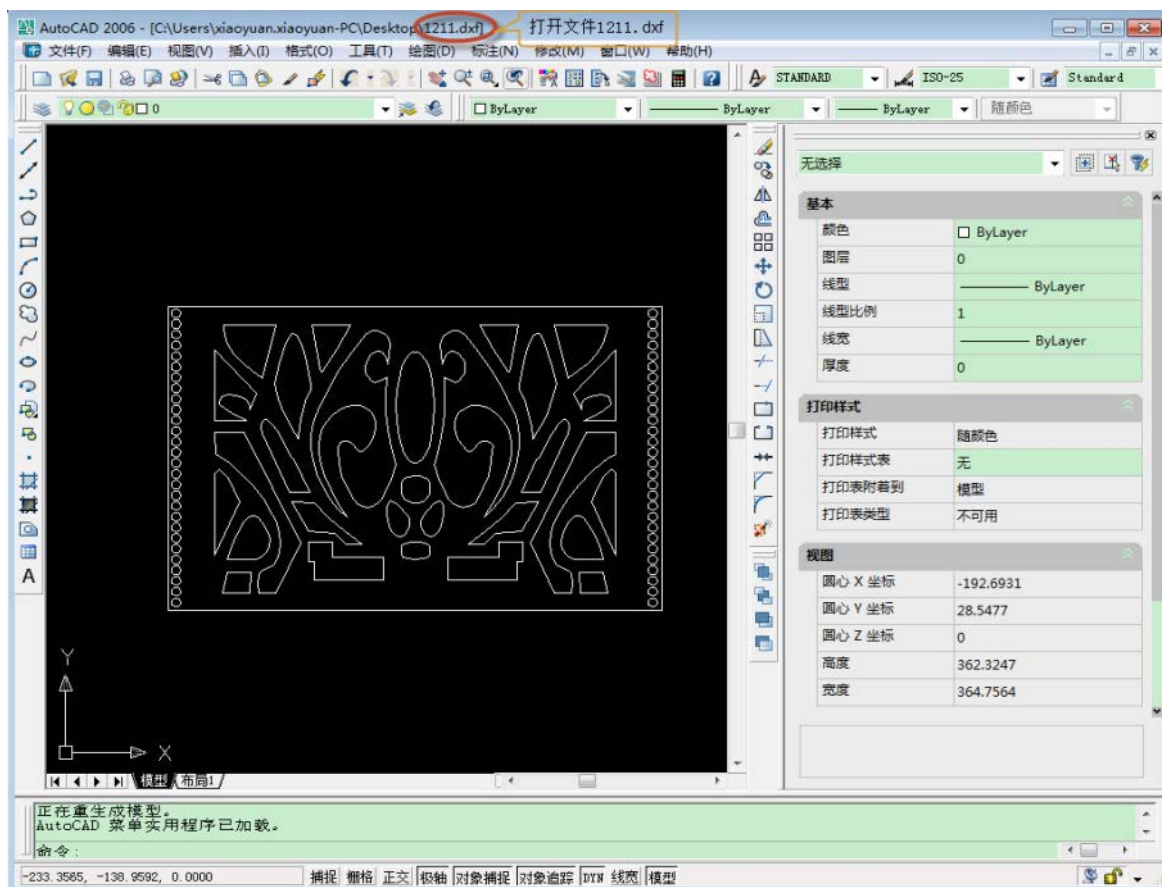 AutoCAD 2006 - [C:\Users\xiaoyuan.xiaoyuan-PC\Desktop\1211.dxf]
打开文件1211. dxf
文件(F) 编辑(E) 视图(V) 插入(I) 格式(O) 工具(T) 绘图(D) 标注(N) 修改(M) 窗口(W) 帮助(H)
STANDARD ISO-25 Standard
0 ByLayer ByLayer ByLayer 随颜色
无选择
基本
颜色 ByLayer
图层 0
线型 ByLayer
线型比例 1
线宽 ByLayer
厚度 0
打印样式
打印样式 随颜色
打印样式表 无
打印表附着到 模型
打印表类型 不可用
视图
圆心 X 坐标 -192.6931
圆心 Y 坐标 28.5477
圆心 Z 坐标 0
高度 362.3247
宽度 364.7564
A
Y
X
模型 布局1
正在重生成模型。
AutoCAD 菜单实用程序已加载。
命令:
-233.3565, -138.9592, 0.0000 捕捉 栅格 正交 极轴 对象捕捉 对象追踪 DYN 线宽 模型